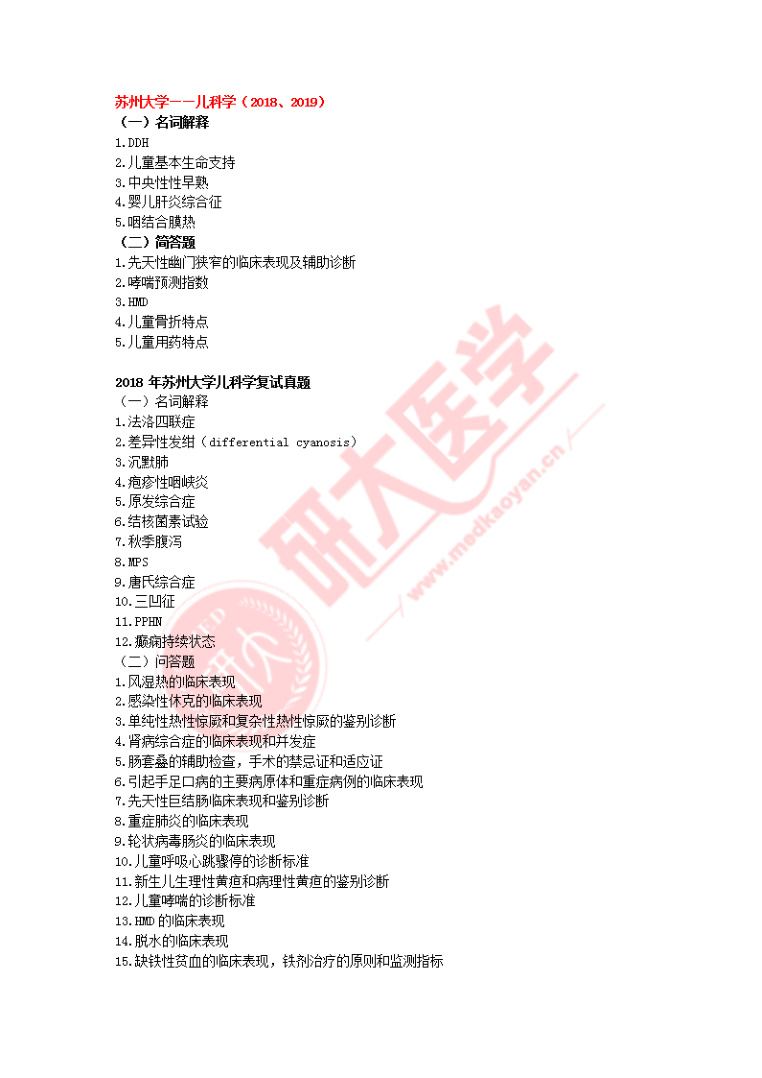 苏州大学——儿科学（2018、2019）
（一）名词解释
1.DDH
2.儿童基本生命支持
3.中央性性早熟
4.婴儿肝炎综合征
5.咽结合膜热
（二）简答题
1.先天性幽门狭窄的临床表现及辅助诊断
2.哮喘预测指数
3.HMD
4.儿童骨折特点
5.儿童用药特点
2018 年苏州大学儿科学复试真题
（一）名词解释
1.法洛四联症
2.差异性发绀（differential cyanosis）
3.沉默肺
4.疱疹性咽峡炎
5.原发综合症
6.结核菌素试验
7.秋季腹泻
8.MPS
9.唐氏综合症
10.三凹征
11.PPHN
12.癫痫持续状态
（二）问答题
1.风湿热的临床表现
2.感染性休克的临床表现
3.单纯性热性惊厥和复杂性热性惊厥的鉴别诊断
4.肾病综合症的临床表现和并发症
5.肠套叠的辅助检查，手术的禁忌证和适应证
6.引起手足口病的主要病原体和重症病例的临床表现
7.先天性巨结肠临床表现和鉴别诊断
8.重症肺炎的临床表现
9.轮状病毒肠炎的临床表现
10.儿童呼吸心跳骤停的诊断标准
11.新生儿生理性黄疸和病理性黄疸的鉴别诊断
12.儿童哮喘的诊断标准
13.HMD 的临床表现
14.脱水的临床表现
15.缺铁性贫血的临床表现，铁剂治疗的原则和监测指标
研大医学
www.medkaoyan.cn
研大